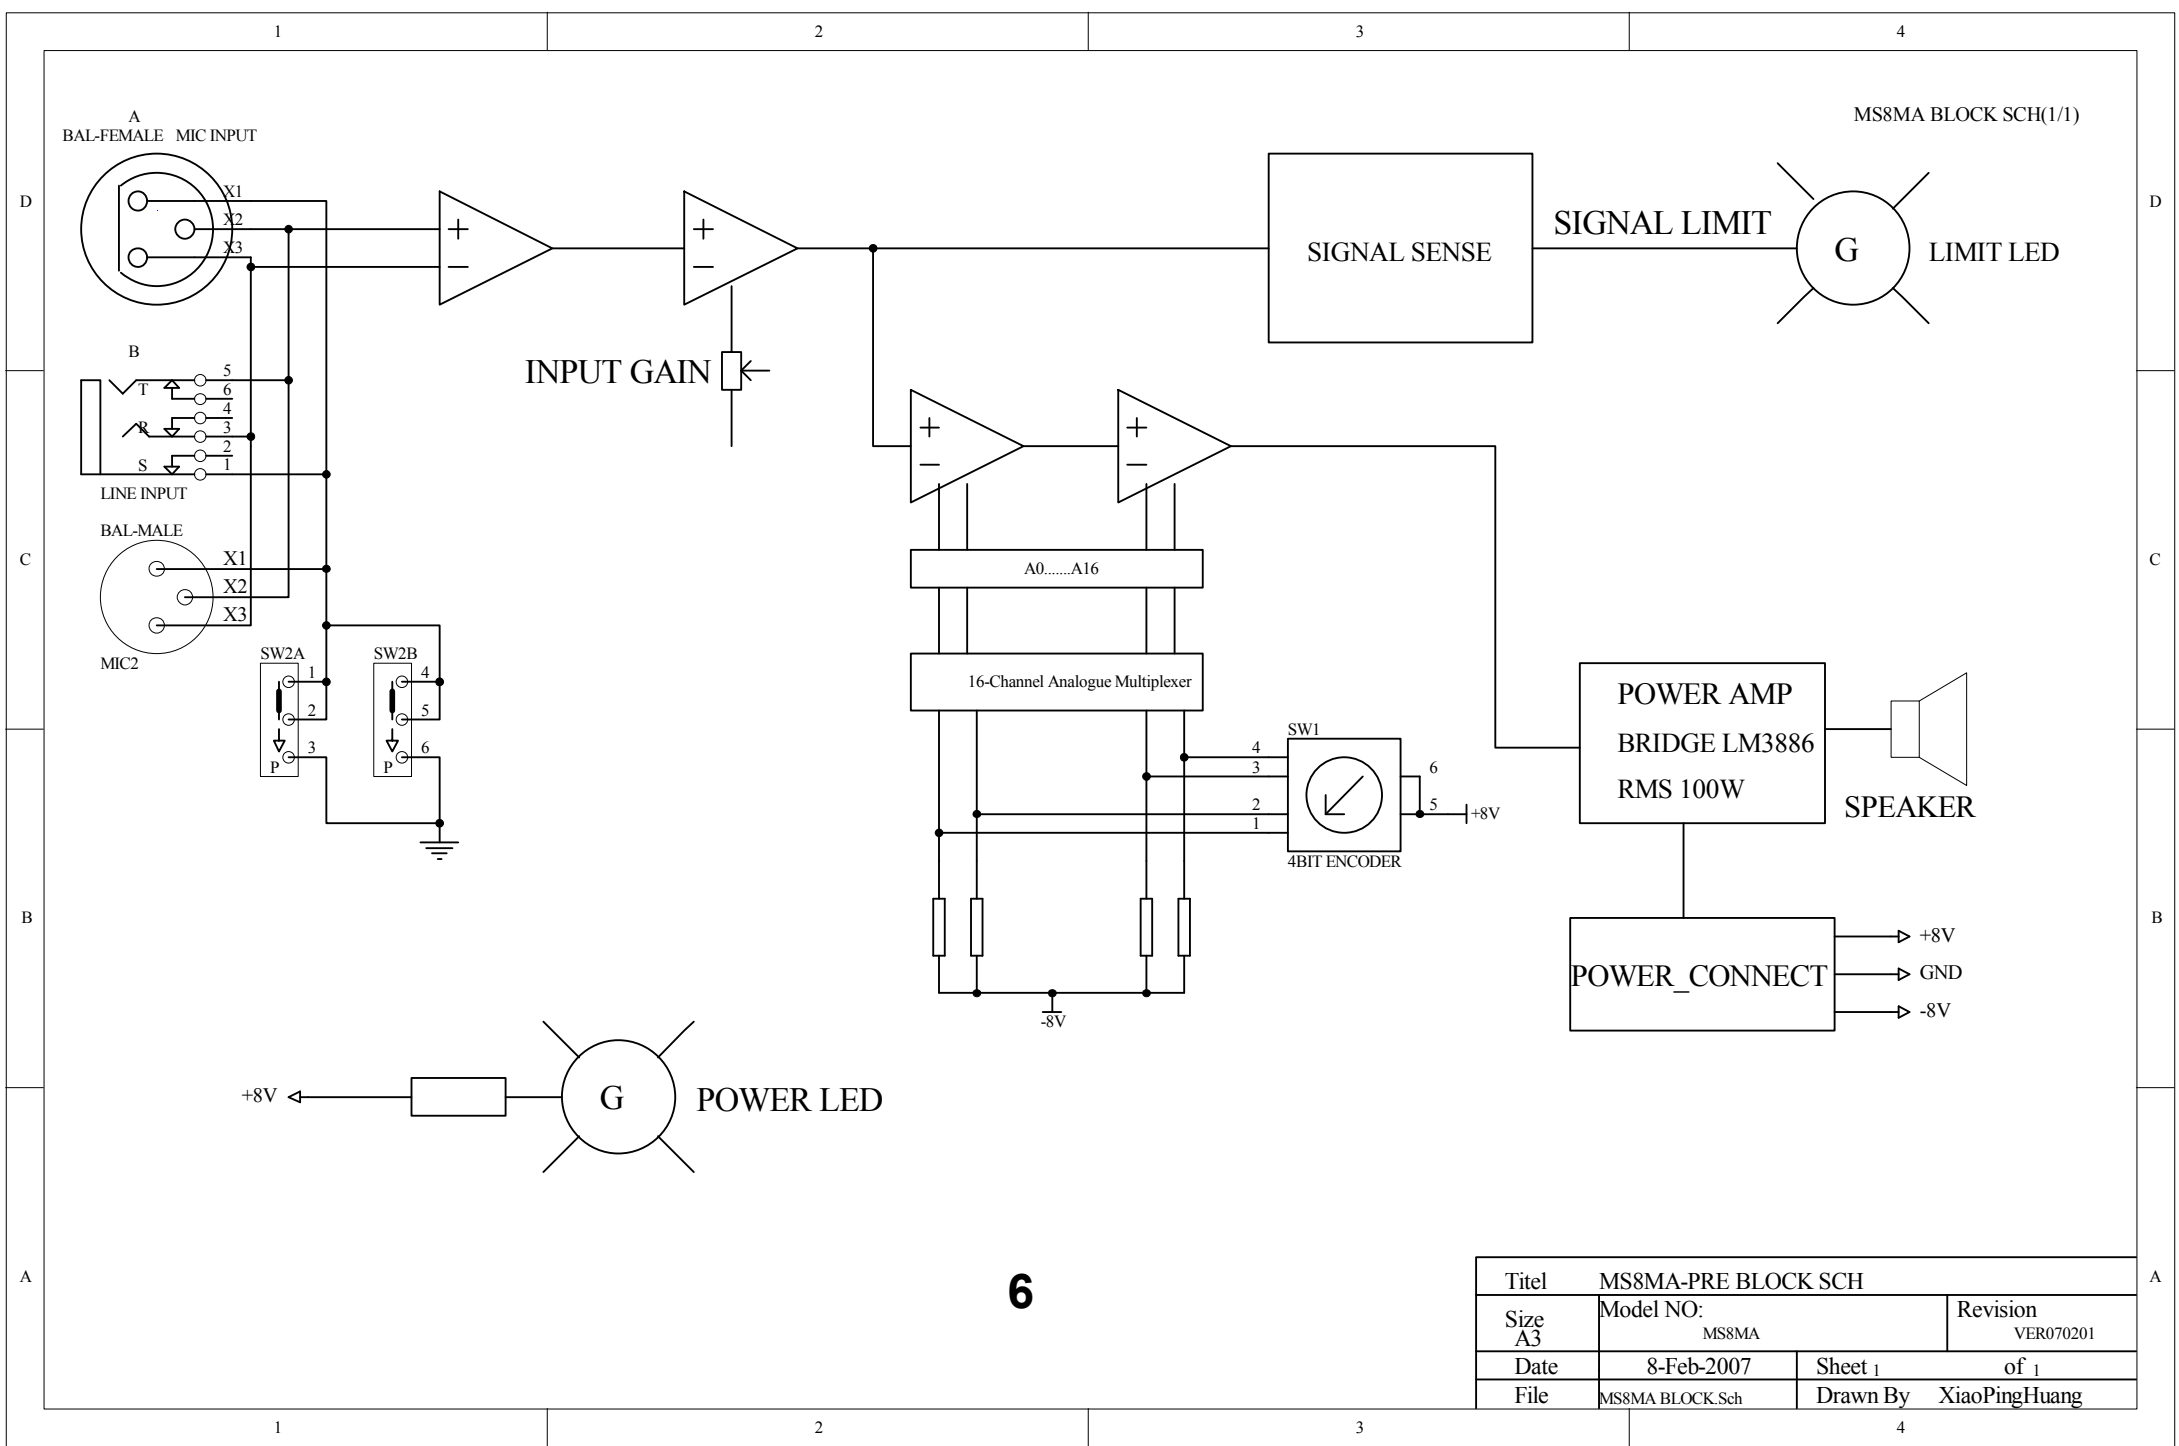 1 2 3 4
MS8MA BLOCK SCH(1/1)
A
BAL-FEMALE MIC INPUT
D D
X1
X2
X3
+
−
+
−
SIGNAL SENSE
SIGNAL LIMIT
G
LIMIT LED
INPUT GAIN
B
T
R
S
5
6
4
3
2
1
LINE INPUT
+
−
+
−
BAL-MALE
C C
X1
X2
X3
MIC2
A0.......A16
16-Channel Analogue Multiplexer
SW2A
1
2
3
P
SW2B
4
5
6
P
SW1
4
3
2
1
6
5
+8V
4BIT ENCODER
POWER AMP
BRIDGE LM3886
RMS 100W
SPEAKER
B B
POWER_CONNECT
+8V
GND
-8V
-8V
+8V
G
POWER LED
A A
6
Titel MS8MA-PRE BLOCK SCH
Size
A3
Model NO:
MS8MA
Revision
VER070201
Date 8-Feb-2007 Sheet 1 of 1
File MS8MA BLOCK.Sch Drawn By XiaoPingHuang
1 2 3 4